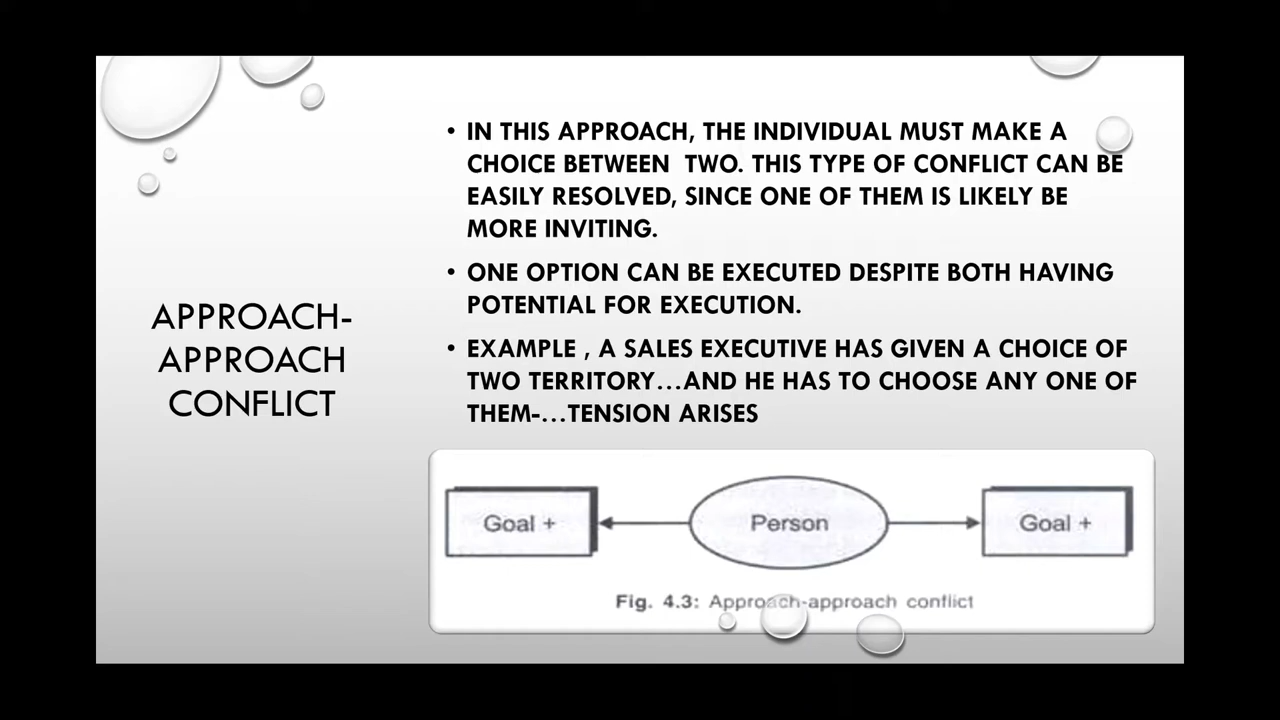 APPROACH-
APPROACH
CONFLICT
• IN THIS APPROACH, THE INDIVIDUAL MUST MAKE A
CHOICE BETWEEN TWO. THIS TYPE OF CONFLICT CAN BE
EASILY RESOLVED, SINCE ONE OF THEM IS LIKELY BE
MORE INVITING.
• ONE OPTION CAN BE EXECUTED DESPITE BOTH HAVING
POTENTIAL FOR EXECUTION.
• EXAMPLE , A SALES EXECUTIVE HAS GIVEN A CHOICE OF
TWO TERRITORY...AND HE HAS TO CHOOSE ANY ONE OF
THEM-...TENSION ARISES
Goal +
Person
Goal +
Fig. 4.3: Approach-approach conflict